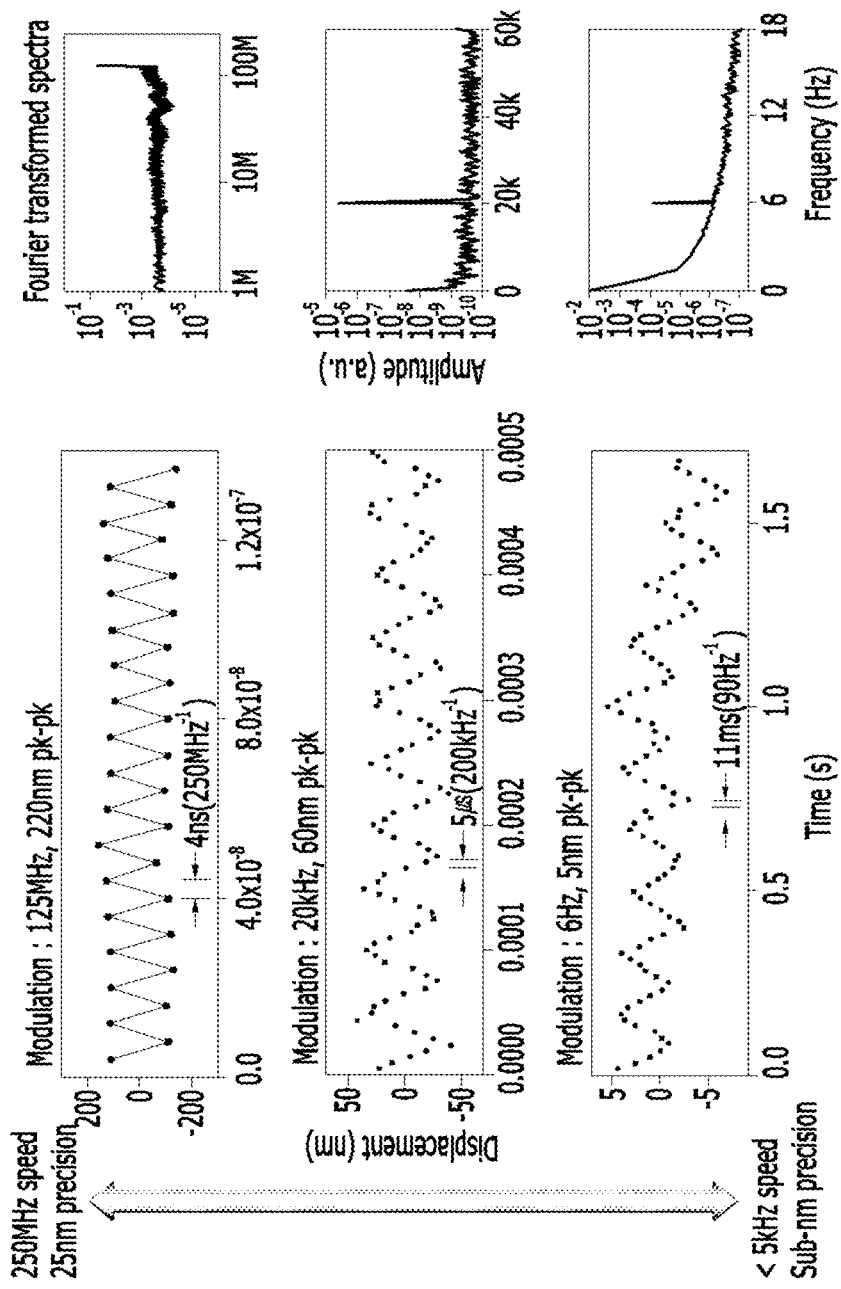 250MHz speed
25nm precision
Modulation : 125MHz, 220nm pk-pk
Fourier transformed spectra
200
0
-200
4ns(250MHz⁻¹)
0.0
4.0x10⁻⁸
8.0x10⁻⁸
1.2x10⁻⁷
10⁻¹
10⁻³
10⁻⁵
1M
10M
100M
Displacement (nm)
Modulation : 20kHz, 60nm pk-pk
50
0
-50
5㎲(200kHz⁻¹)
0.0000
0.0001
0.0002
0.0003
0.0004
0.0005
Amplitude (a.u.)
10⁻⁵
10⁻⁶
10⁻⁷
10⁻⁸
10⁻⁹
10⁻¹⁰
10⁻¹¹
0
20k
40k
60k
Modulation : 6Hz, 5nm pk-pk
5
0
-5
11ms(90Hz⁻¹)
0.0
0.5
1.0
1.5
Time (s)
10⁻²
10⁻³
10⁻⁴
10⁻⁵
10⁻⁶
10⁻⁷
10⁻⁸
0
6
12
18
Frequency (Hz)
< 5kHz speed
Sub-nm precision